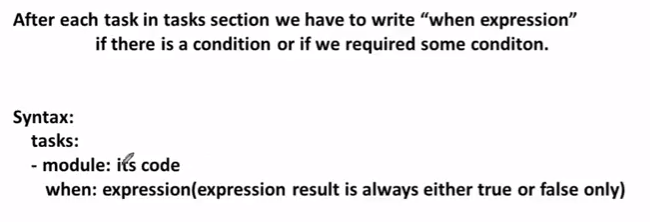 After each task in tasks section we have to write “when expression”
if there is a condition or if we required some conditon.
Syntax:
tasks:
- module: its code
when: expression(expression result is always either true or false only)